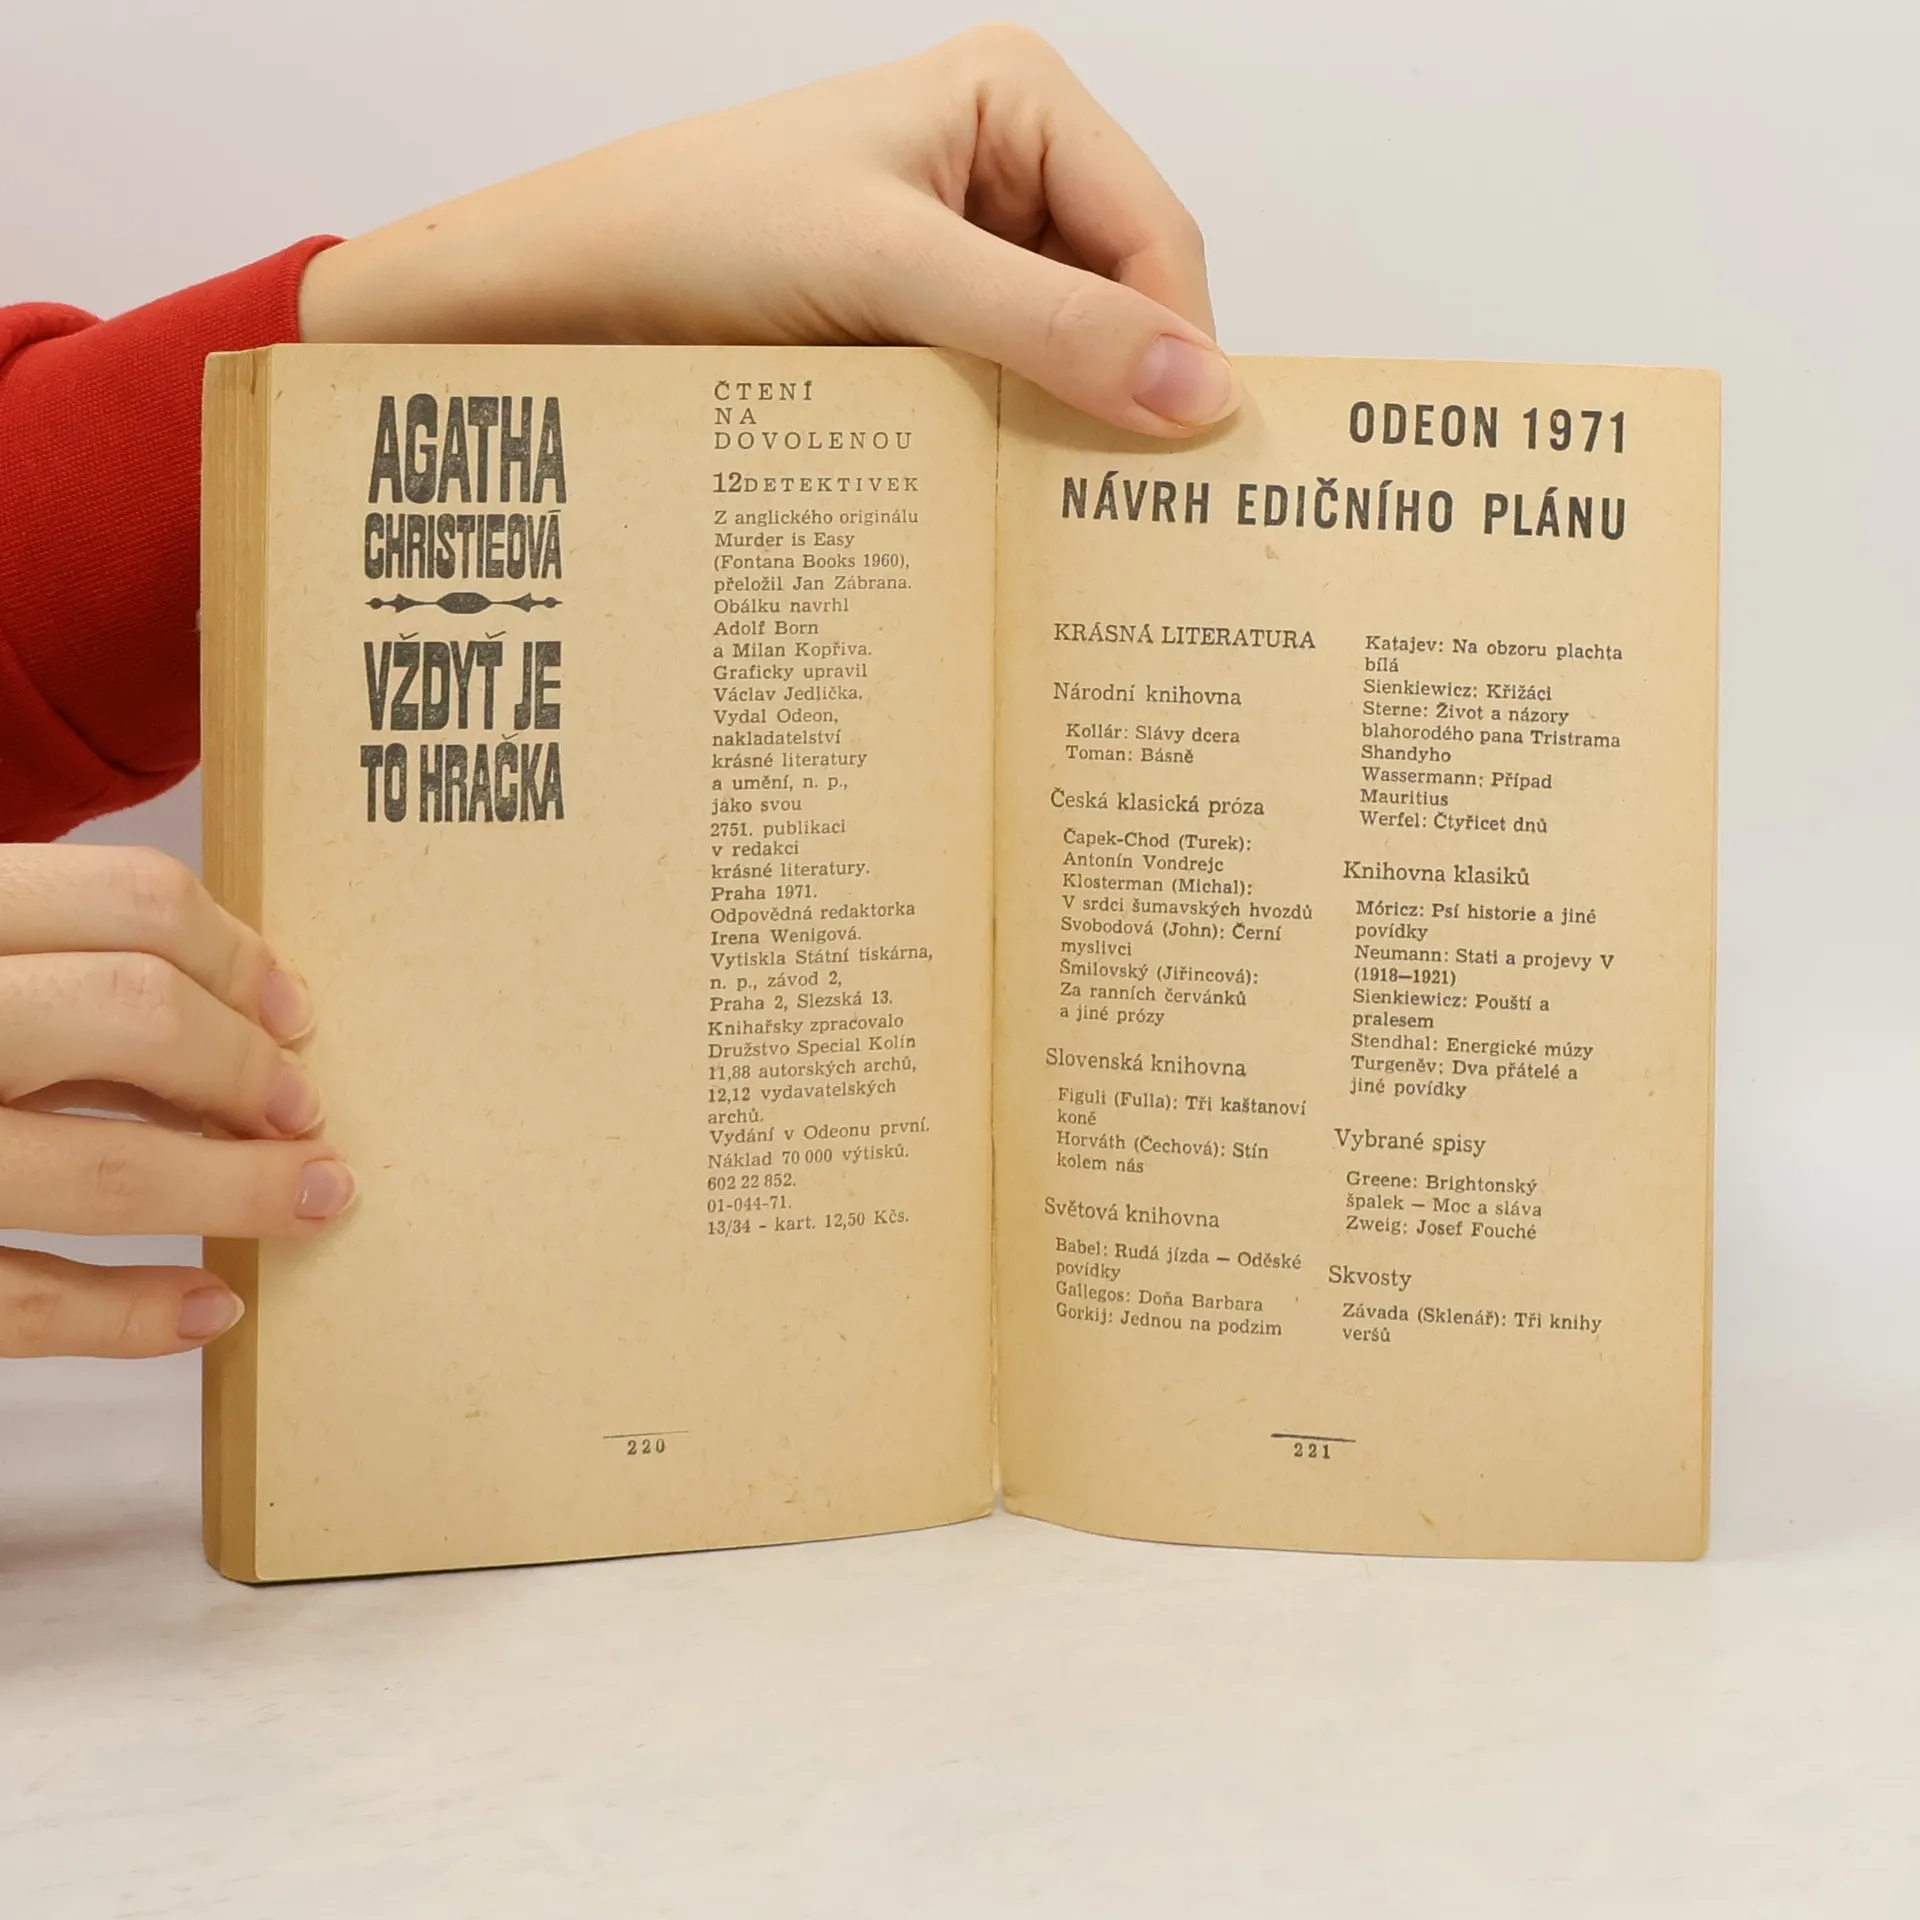 AGATHA
CHRISTIEOVÁ
VŽDYŤ JE
TO HRAČKA
ČTENÍ
NA
DOVOLENOU
12 DETEKTIVEK
Z anglického originálu
Murder is Easy
(Fontana Books 1960),
přeložil Jan Zábrana.
Obálku navrhl
Adolf Born
a Milan Kopřiva.
Graficky upravil
Václav Jedlička.
Vydal Odeon,
nakladatelství
krásné literatury
a umění, n. p.,
jako svou
2751. publikaci
v redakci
krásné literatury.
Praha 1971.
Odpovědná redaktorka
Irena Wenigová.
Vytiskla Státní tiskárna,
n. p., závod 2,
Praha 2, Slezská 13.
Knihařsky zpracovalo
Družstvo Special Kolín
11,88 autorských archů,
12,12 vydavatelských
archů.
Vydání v Odeonu první.
Náklad 70 000 výtisků.
602 22 852.
01-044-71.
13/34 - kart. 12,50 Kčs.
220
ODEON 1971
NÁVRH EDIČNÍHO PLÁNU
KRÁSNÁ LITERATURA
Národní knihovna
Kollár: Slávy dcera
Toman: Básně
Česká klasická próza
Čapek-Chod (Turek):
Antonín Vondrejc
Klosterman (Michal):
V srdci šumavských hvozdů
Svobodová (John): Černí
myslivci
Šmilovský (Jiřincová):
Za ranních červánků
a jiné prózy
Slovenská knihovna
Figuli (Fulla): Tři kaštanoví
koně
Horváth (Čechová): Stín
kolem nás
Světová knihovna
Babel: Rudá jízda — Oděské
povídky
Gallegos: Doňa Barbara
Gorkij: Jednou na podzim
Katajev: Na obzoru plachta
bílá
Sienkiewicz: Křižáci
Sterne: Život a názory
blahorodého pana Tristrama
Shandyho
Wassermann: Případ
Mauritius
Werfel: Čtyřicet dnů
Knihovna klasiků
Móricz: Psí historie a jiné
povídky
Neumann: Stati a projevy V
(1918—1921)
Sienkiewicz: Pouští a
pralesem
Stendhal: Energické múzy
Turgeněv: Dva přátelé a
jiné povídky
Vybrané spisy
Greene: Brightonský
špalek — Moc a sláva
Zweig: Josef Fouché
Skvosty
Závada (Sklenář): Tři knihy
veršů
221